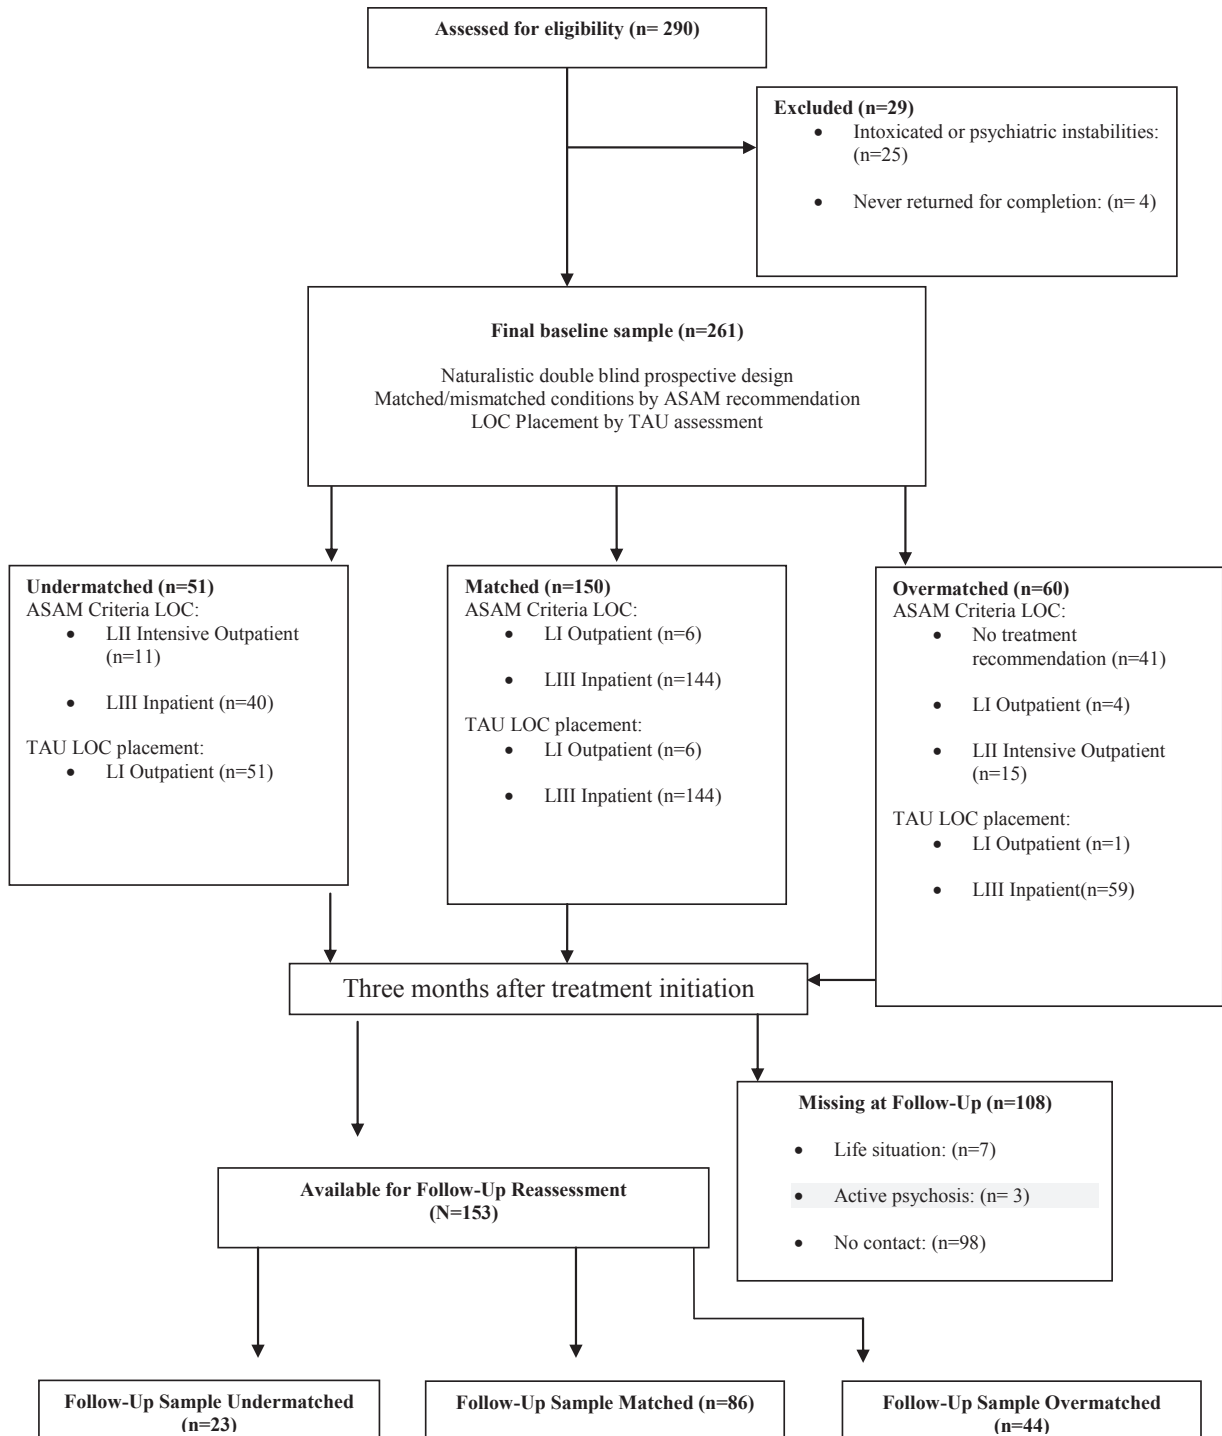 Assessed for eligibility (n= 290)
Excluded (n=29)
• Intoxicated or psychiatric instabilities:
(n=25)
• Never returned for completion: (n= 4)
Final baseline sample (n=261)
Naturalistic double blind prospective design
Matched/mismatched conditions by ASAM recommendation
LOC Placement by TAU assessment
Undermatched (n=51)
ASAM Criteria LOC:
• LII Intensive Outpatient
(n=11)
• LIII Inpatient (n=40)
TAU LOC placement:
• LI Outpatient (n=51)
Matched (n=150)
ASAM Criteria LOC:
• LI Outpatient (n=6)
• LIII Inpatient (n=144)
TAU LOC placement:
• LI Outpatient (n=6)
• LIII Inpatient (n=144)
Overmatched (n=60)
ASAM Criteria LOC:
• No treatment
recommendation (n=41)
• LI Outpatient (n=4)
• LII Intensive Outpatient
(n=15)
TAU LOC placement:
• LI Outpatient (n=1)
• LIII Inpatient(n=59)
Three months after treatment initiation
Missing at Follow-Up (n=108)
• Life situation: (n=7)
• Active psychosis: (n= 3)
• No contact: (n=98)
Available for Follow-Up Reassessment
(N=153)
Follow-Up Sample Undermatched
(n=23)
Follow-Up Sample Matched (n=86)
Follow-Up Sample Overmatched
(n=44)